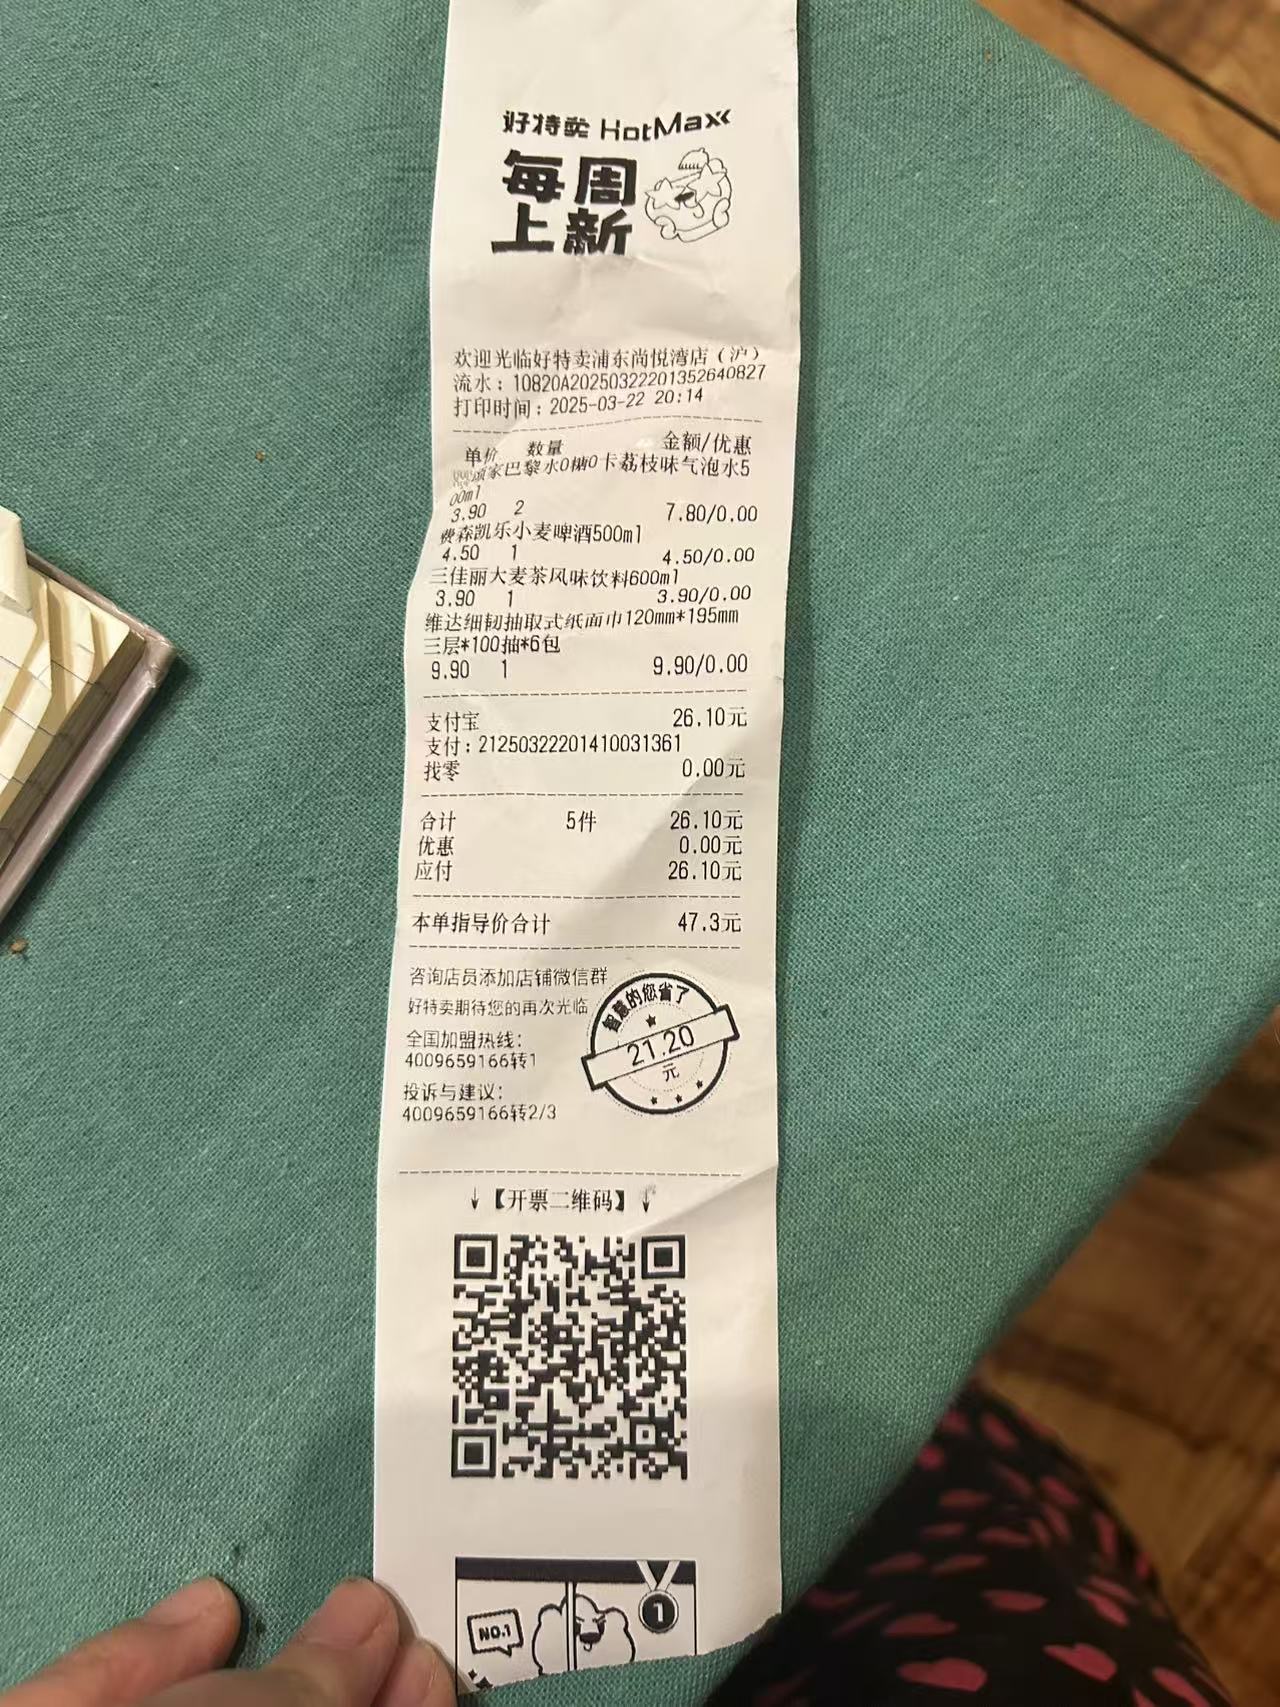 好特卖 HotMaxx
每周
上新
欢迎光临好特卖浦东尚悦湾店（沪）
流水：10820A20250322201352640827
打印时间：2025-03-22 20:14
单价 数量 金额/优惠
家巴黎水0糖0卡荔枝味气泡水5
00ml
3.90 2 7.80/0.00
费森凯乐小麦啤酒500ml
4.50 1 4.50/0.00
三佳丽大麦茶风味饮料600ml
3.90 1 3.90/0.00
维达细韧抽取式纸面巾120mm*195mm
三层*100抽*6包
9.90 1 9.90/0.00
支付宝 26.10元
支付：21250322201410031361
找零 0.00元
合计 5件 26.10元
优惠 0.00元
应付 26.10元
本单指导价合计 47.3元
咨询店员添加店铺微信群
好特卖期待您的再次光临
全国加盟热线：
4009659166转1
投诉与建议：
4009659166转2/3
智慧的您省了
21.20
元
↓【开票二维码】↓
NO.1
1